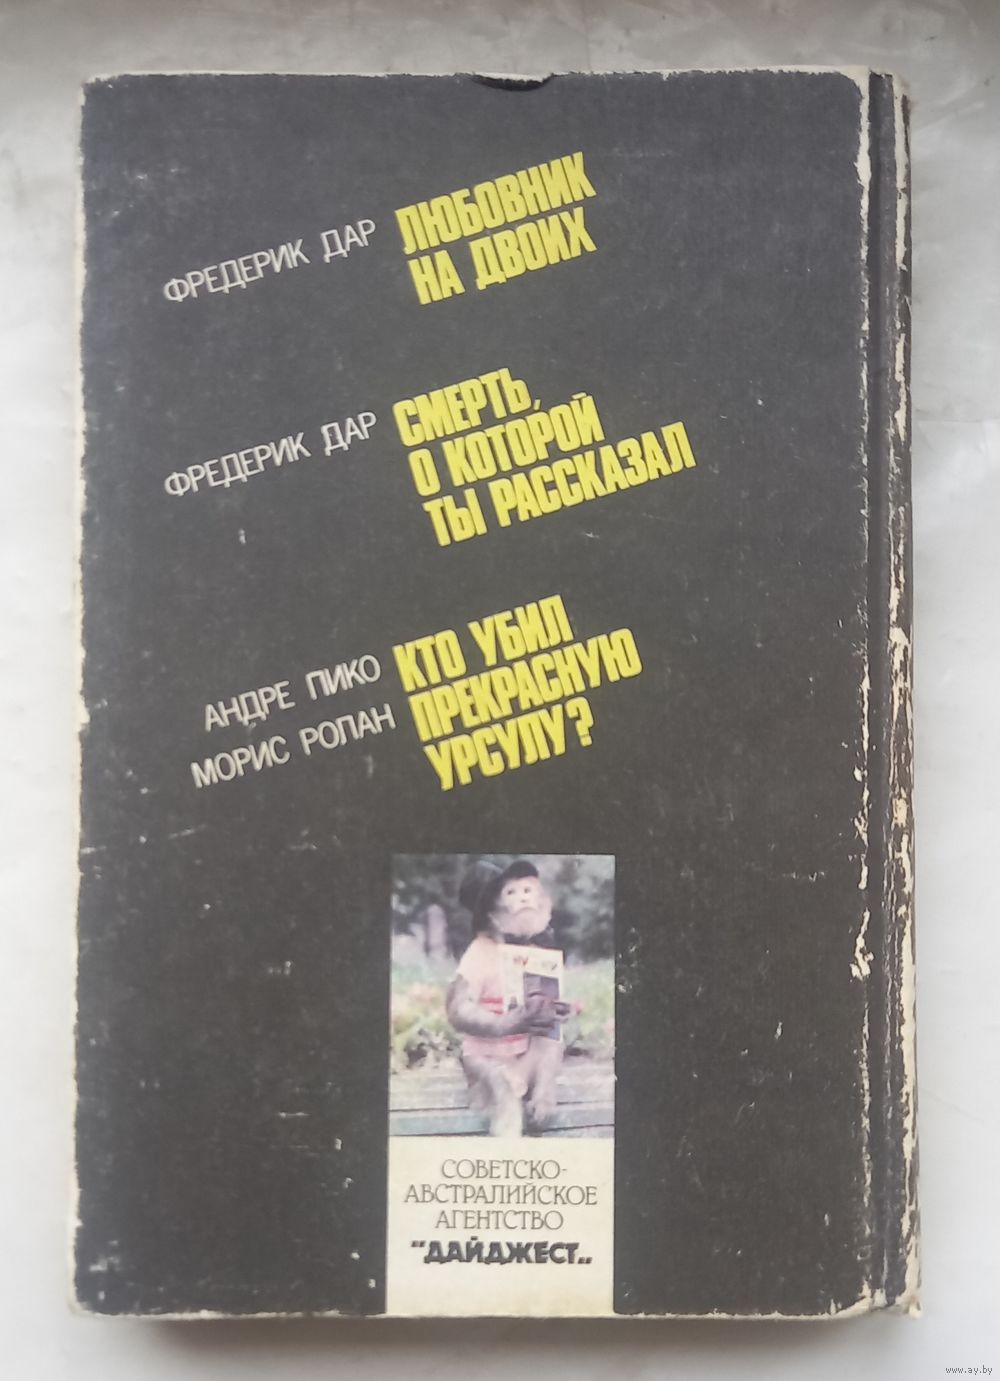 ФРЕДЕРИК ДАР
ЛЮБОВНИК
НА ДВОИХ
ФРЕДЕРИК ДАР
СМЕРТЬ,
О КОТОРОЙ
ТЫ РАССКАЗАЛ
АНДРЕ ПИКО
МОРИС РОЛАН
КТО УБИЛ
ПРЕКРАСНУЮ
УРСУЛУ?
СОВЕТСКО-
АВСТРАЛИЙСКОЕ
АГЕНТСТВО
"ДАЙДЖЕСТ"
www.ay.by